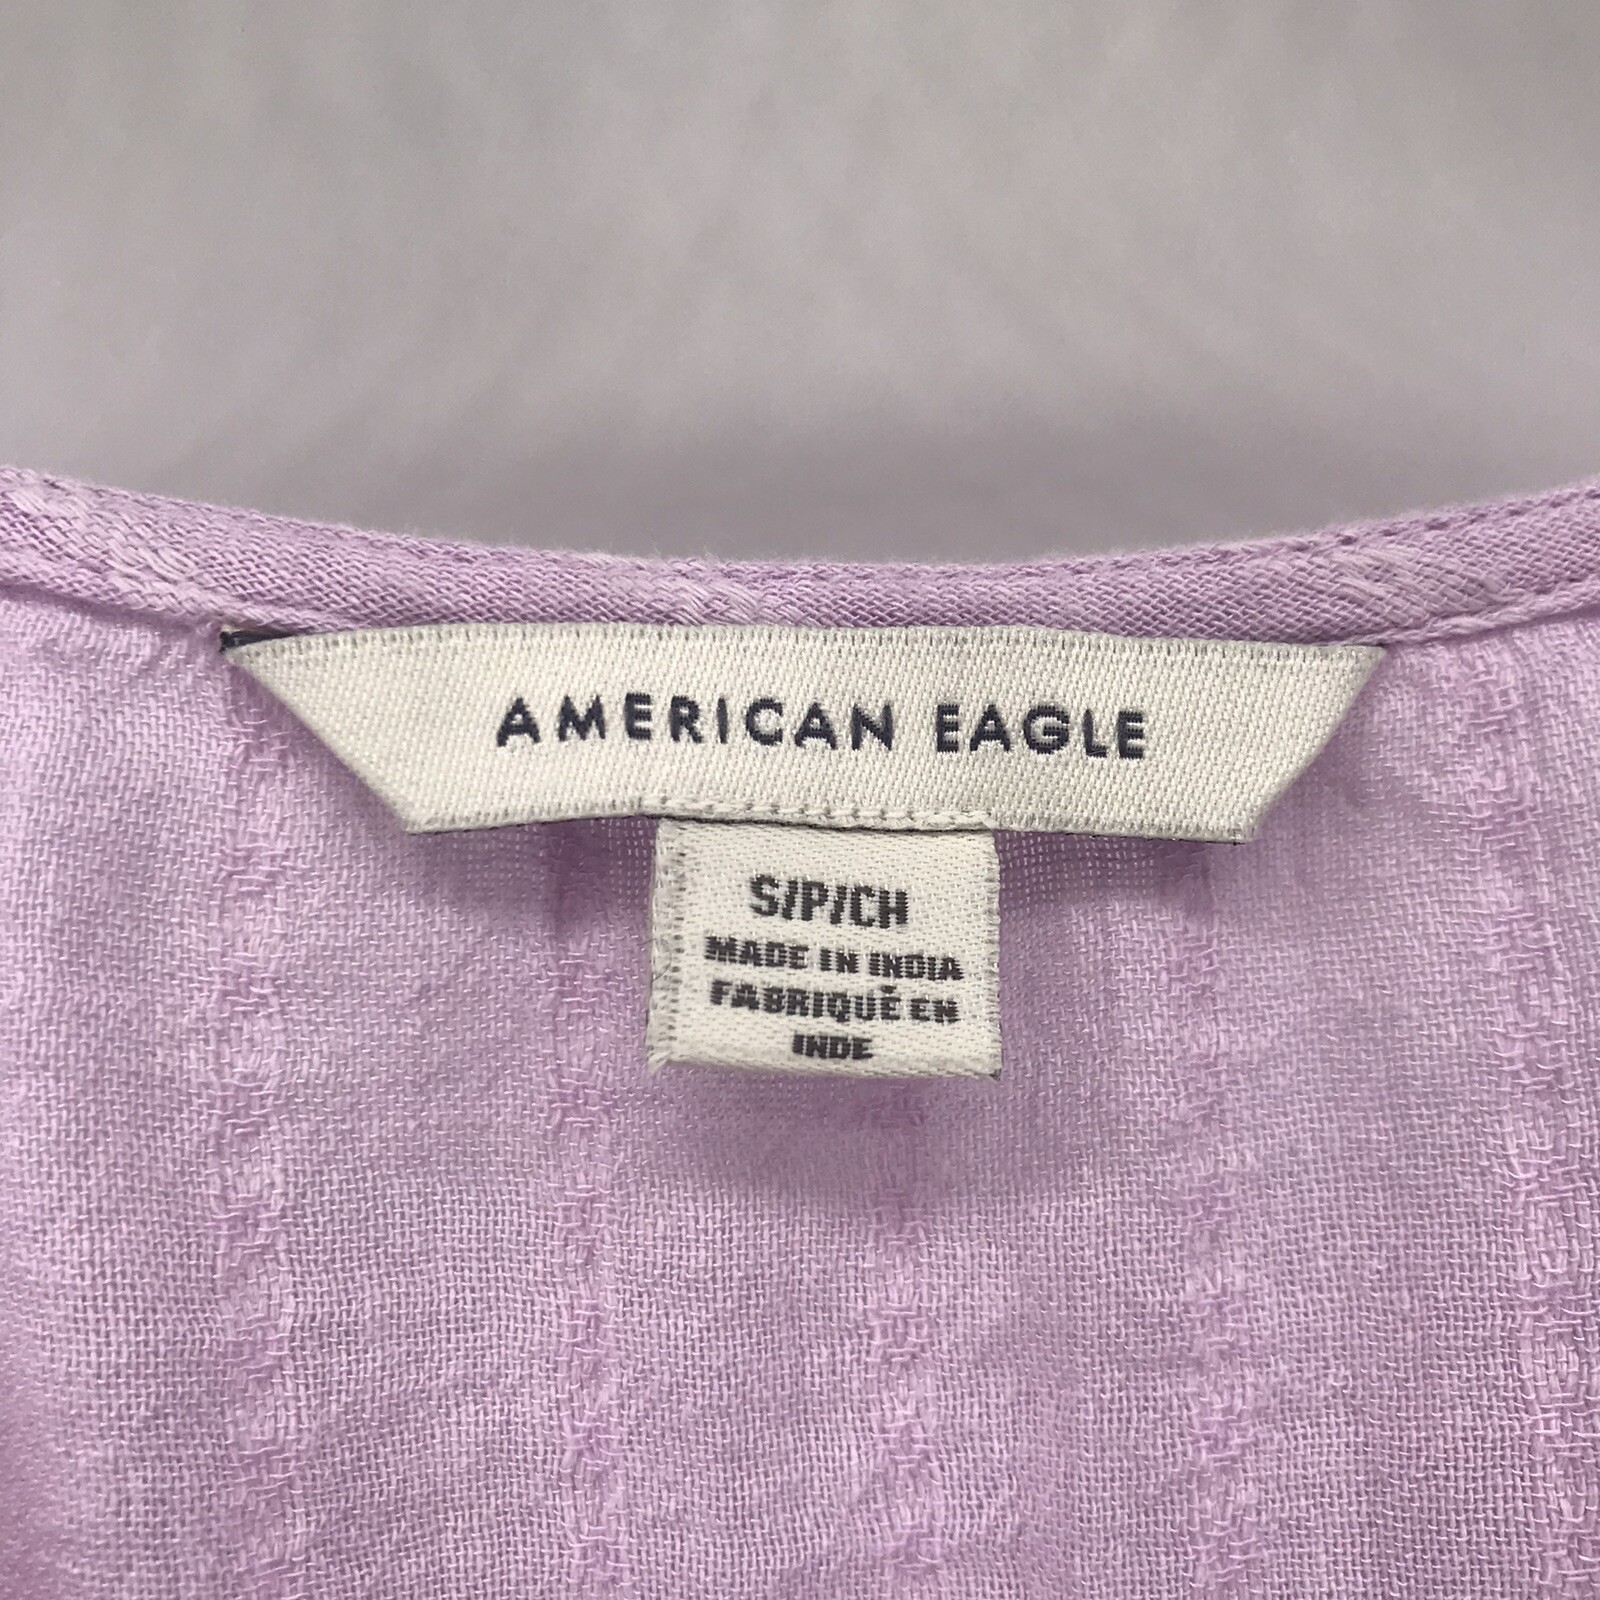 AMERICAN EAGLE
S/P/CH
MADE IN INDIA
FABRIQUÉ EN
INDE